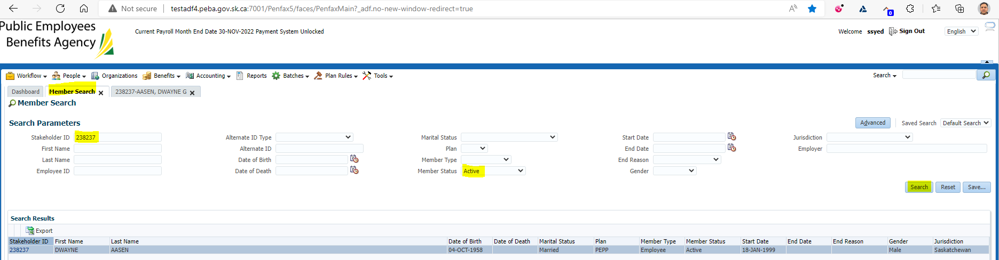 Not secure testadf4.peba.gov.sk.ca:7001/Penfax5/faces/PenfaxMain?_adf.no-new-window-redirect=true
0
Public Employees
Benefits Agency
Current Payroll Month End Date 30-NOV-2022 Payment System Unlocked
Welcome ssyed Sign Out English
Workflow People Organizations Benefits Accounting Reports Batches Plan Rules Tools Search
Dashboard Member Search 238237-AASEN, DWAYNE G
Member Search
Search Parameters
Advanced Saved Search Default Search
Stakeholder ID 238237 Alternate ID Type Marital Status Start Date Jurisdiction
First Name Alternate ID Plan End Date Employer
Last Name Date of Birth Member Type End Reason
Employee ID Date of Death Member Status Active Gender
Search Reset Save...
Search Results
Export
Stakeholder ID First Name Last Name Date of Birth Date of Death Marital Status Plan Member Type Member Status Start Date End Date End Reason Gender Jurisdiction
238237 DWAYNE AASEN 04-OCT-1958 Married PEPP Employee Active 18-JAN-1999 Male Saskatchewan